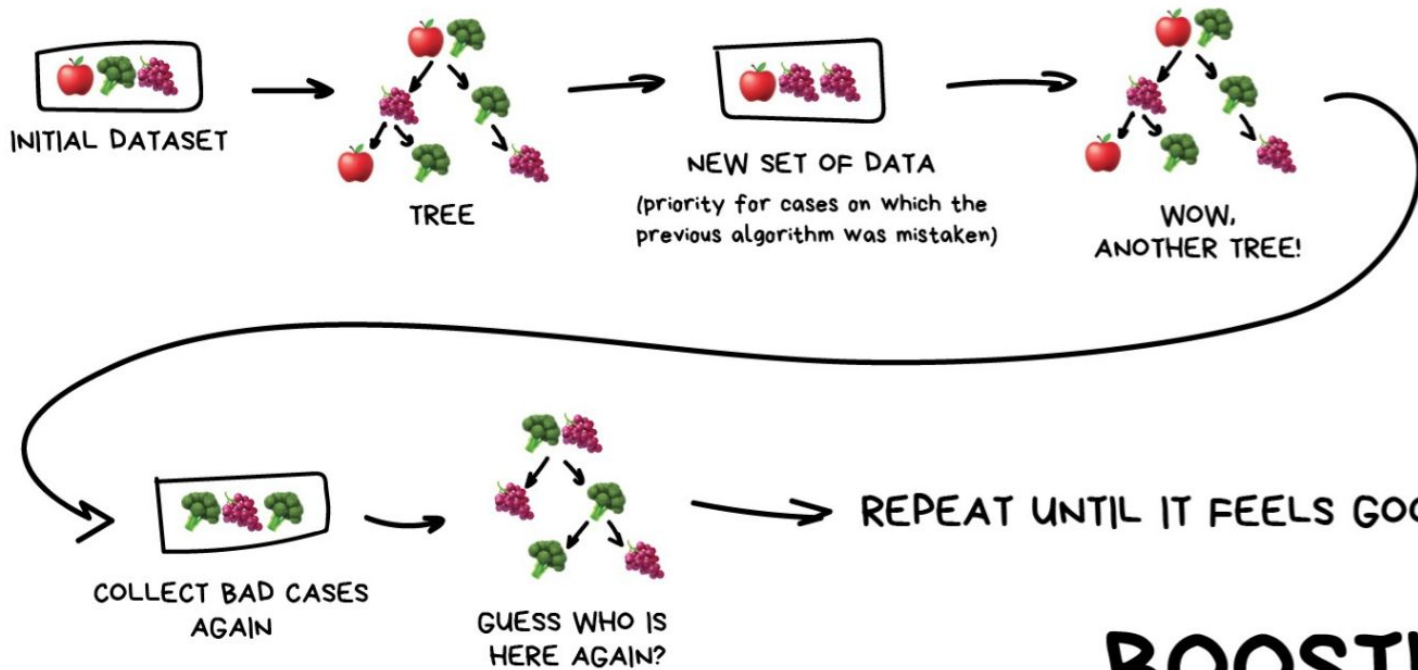 INITIAL DATASET
TREE
NEW SET OF DATA
(priority for cases on which the
previous algorithm was mistaken)
WOW,
ANOTHER TREE!
COLLECT BAD CASES
AGAIN
GUESS WHO IS
HERE AGAIN?
REPEAT UNTIL IT FEELS